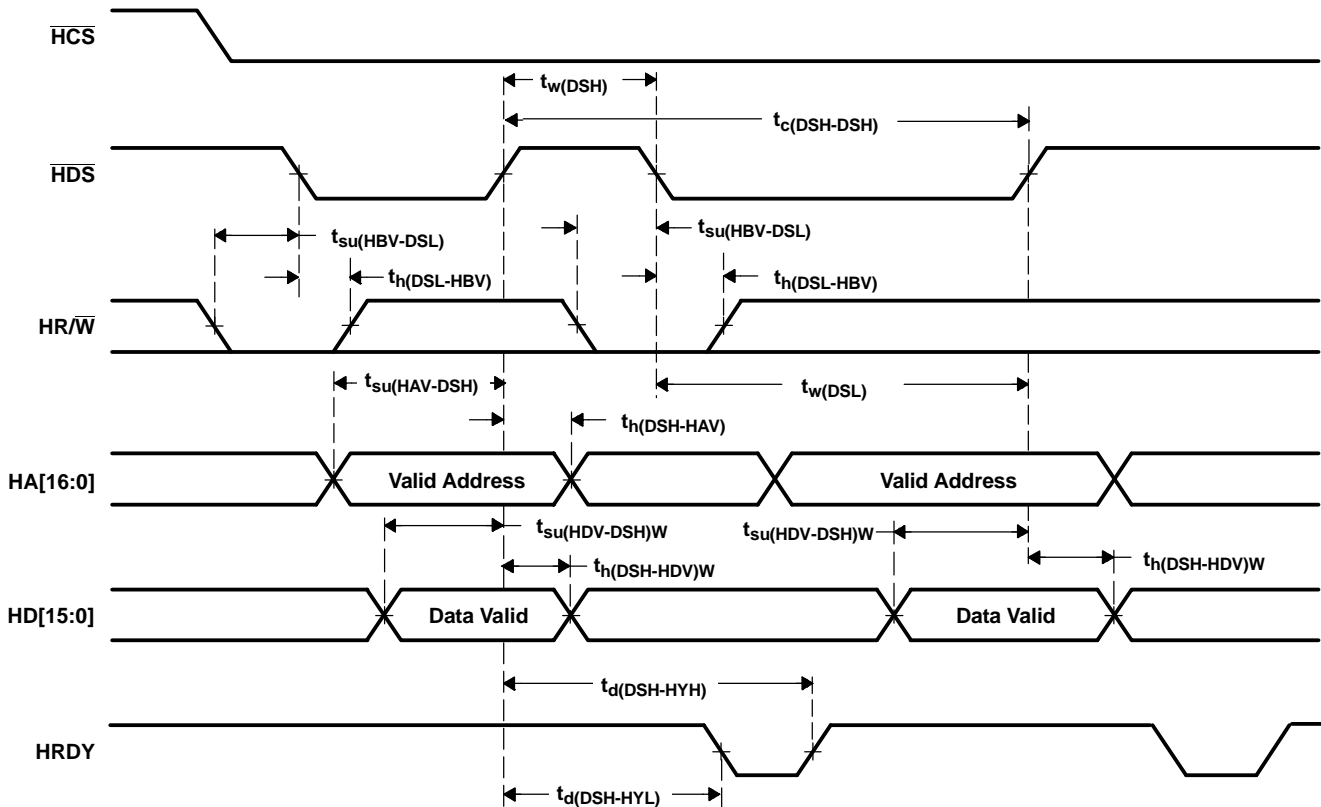 HCS
tw(DSH)
tc(DSH-DSH)
HDS
tsu(HBV-DSL)
tsu(HBV-DSL)
th(DSL-HBV)
th(DSL-HBV)
HR/W
tsu(HAV-DSH)
tw(DSL)
th(DSH-HAV)
HA[16:0]
Valid Address
Valid Address
tsu(HDV-DSH)W
tsu(HDV-DSH)W
th(DSH-HDV)W
th(DSH-HDV)W
HD[15:0]
Data Valid
Data Valid
td(DSH-HYH)
HRDY
td(DSH-HYL)